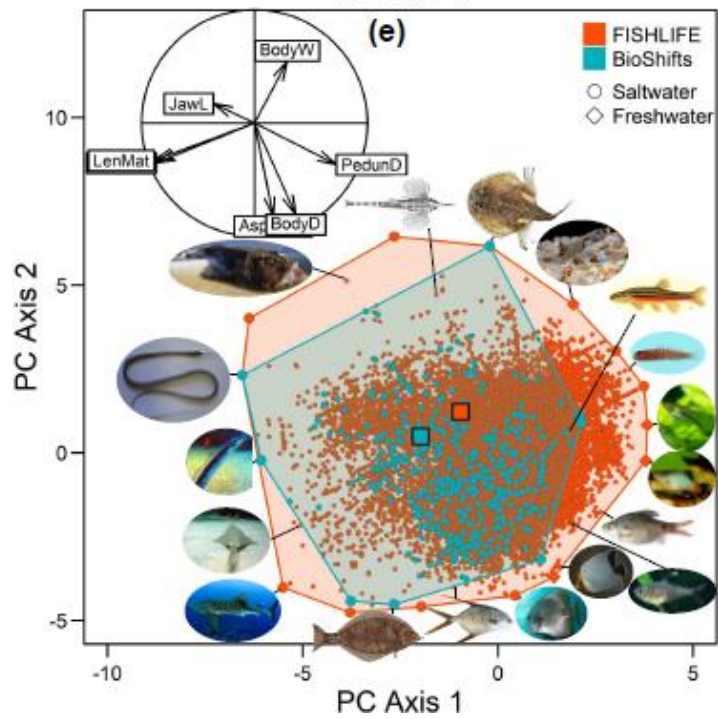 (e)
FISHLIFE
BioShifts
Saltwater
Freshwater
BodyW
JawL
LenMat
PedunD
BodyD
PC Axis 2
10
5
0
-5
-10
-5
0
5
PC Axis 1